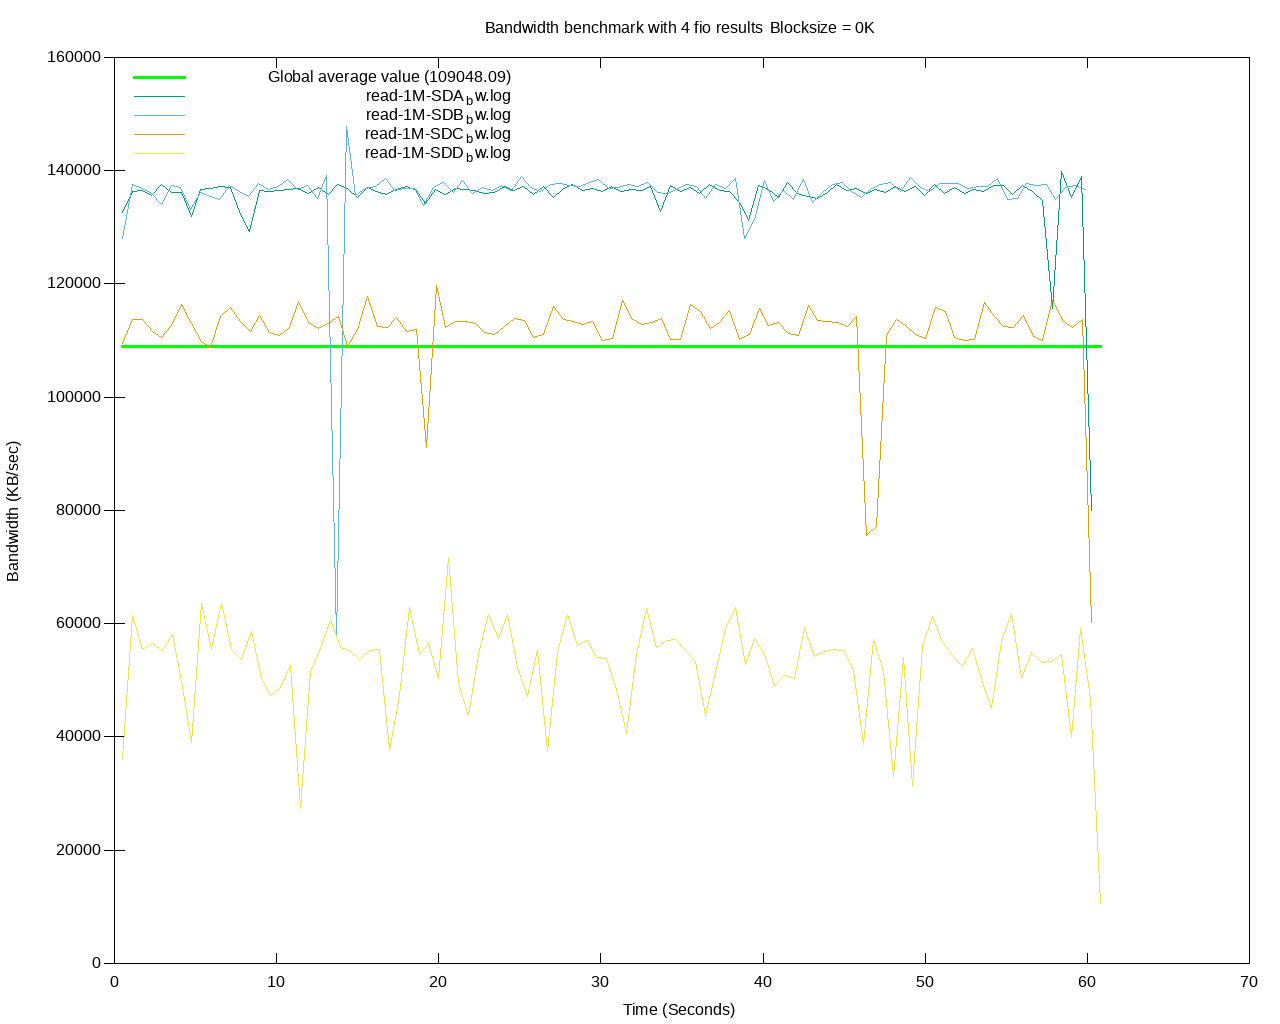 Bandwidth benchmark with 4 fio results Blocksize = 0K
160000
140000
120000
100000
80000
60000
40000
20000
0
Global average value (109048.09)
read-1M-SDA_bw.log
read-1M-SDB_bw.log
read-1M-SDC_bw.log
read-1M-SDD_bw.log
Bandwidth (KB/sec)
0 10 20 30 40 50 60 70
Time (Seconds)